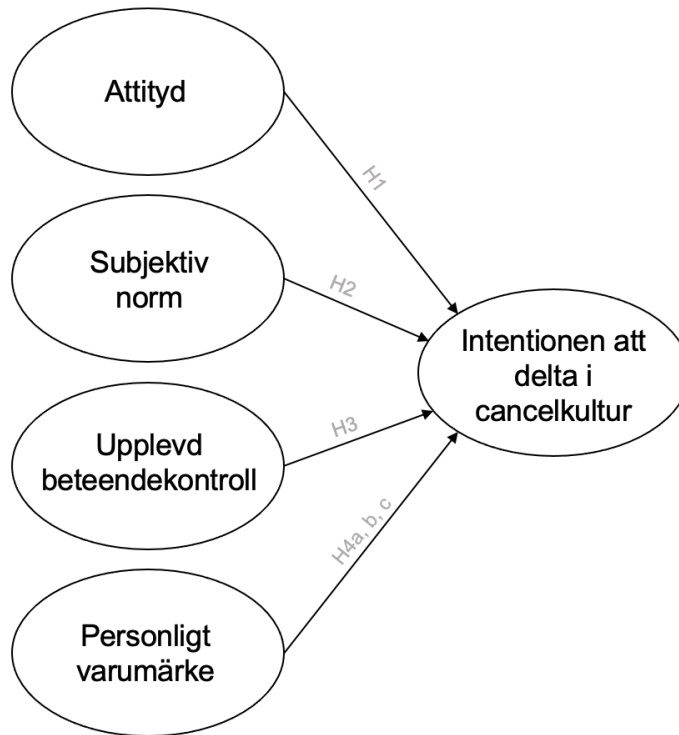 Attityd
H1
Subjektiv
norm
H2
Intentionen att
delta i
cancelkultur
Upplevd
beteendekontroll
H3
H4a, b, c
Personligt
varumärke